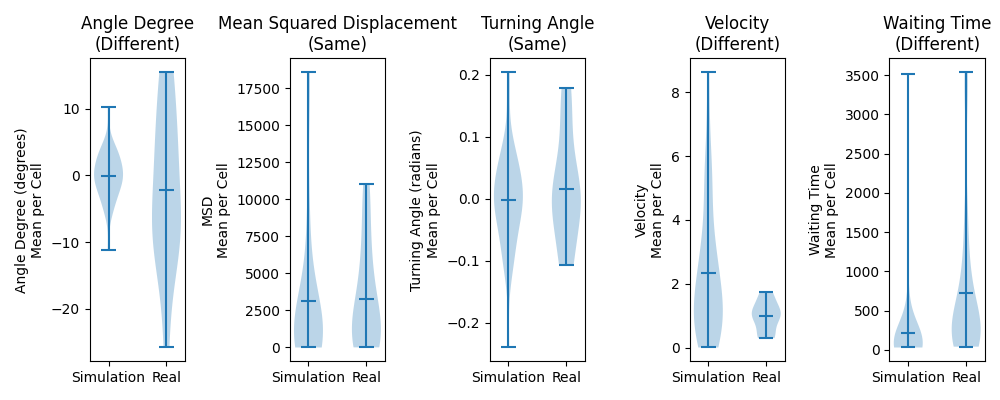 Angle Degree
(Different)
Angle Degree (degrees)
Mean per Cell
10
0
−10
−20
Simulation
Real
Mean Squared Displacement
(Same)
MSD
Mean per Cell
17500
15000
12500
10000
7500
5000
2500
0
Simulation
Real
Turning Angle
(Same)
Turning Angle (radians)
Mean per Cell
0.2
0.1
0.0
−0.1
−0.2
Simulation
Real
Velocity
(Different)
Velocity
Mean per Cell
8
6
4
2
0
Simulation
Real
Waiting Time
(Different)
Waiting Time
Mean per Cell
3500
3000
2500
2000
1500
1000
500
0
Simulation
Real